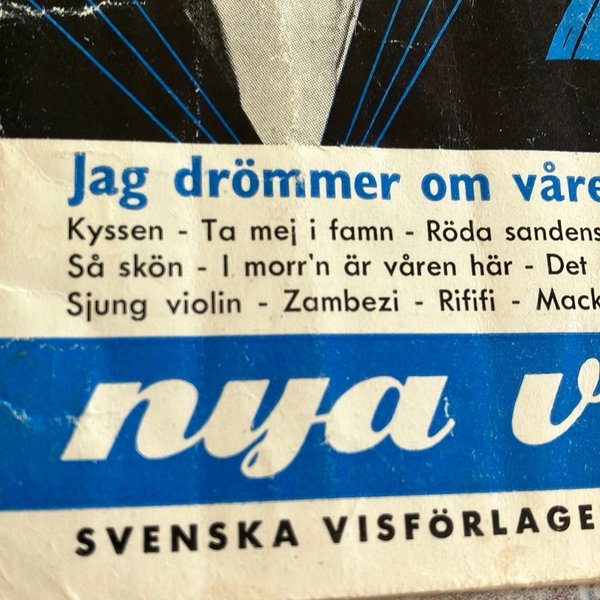 Jag drömmer om våre
Kyssen - Ta mej i famn - Röda sandens
Så skön - I morr'n är våren här - Det
Sjung violin - Zambezi - Rififi - Mack
nya v
SVENSKA VISFÖRLAGE